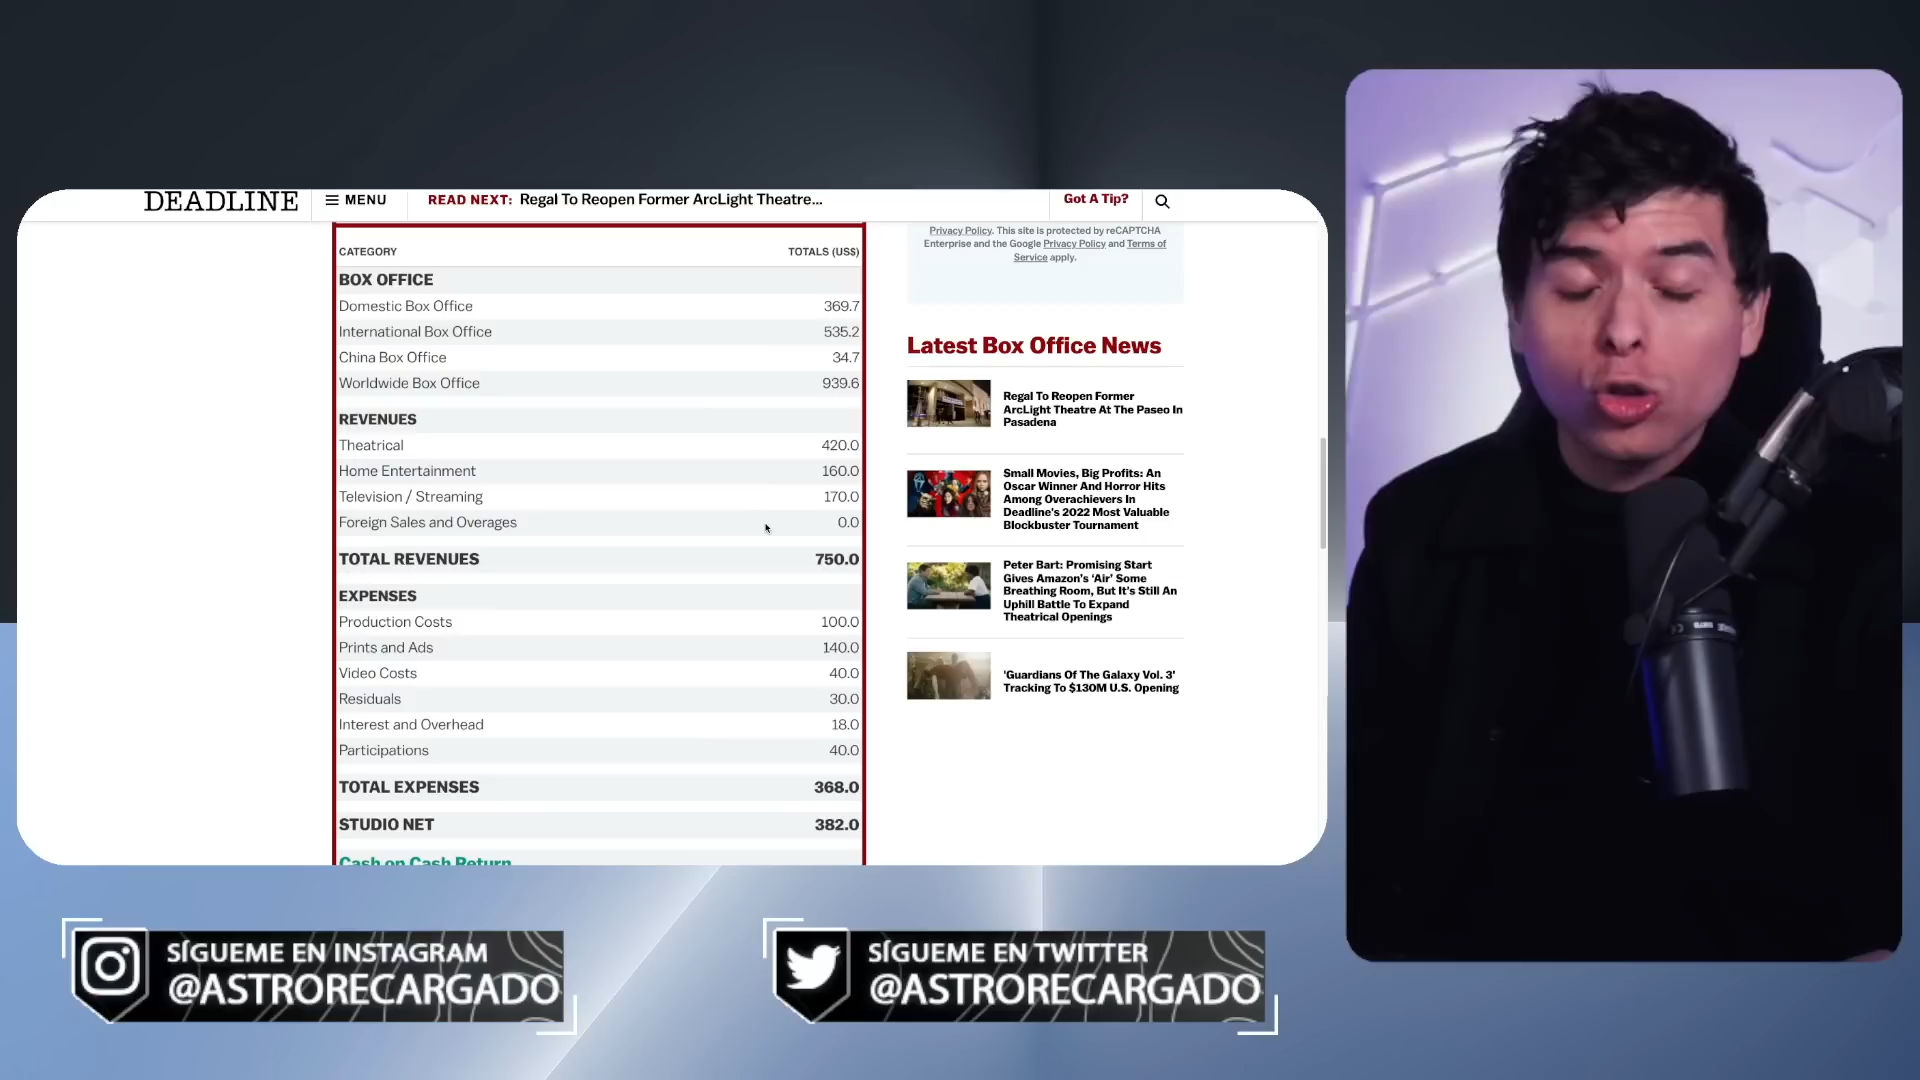 DEADLINE
MENU
READ NEXT: Regal To Reopen Former ArcLight Theatre...
Got A Tip?
CATEGORY TOTALS (US$)
BOX OFFICE
Domestic Box Office 369.7
International Box Office 535.2
China Box Office 34.7
Worldwide Box Office 939.6
REVENUES
Theatrical 420.0
Home Entertainment 160.0
Television / Streaming 170.0
Foreign Sales and Overages 0.0
TOTAL REVENUES 750.0
EXPENSES
Production Costs 100.0
Prints and Ads 140.0
Video Costs 40.0
Residuals 30.0
Interest and Overhead 18.0
Participations 40.0
TOTAL EXPENSES 368.0
STUDIO NET 382.0
Cash on Cash Return
Privacy Policy. This site is protected by reCAPTCHA
Enterprise and the Google Privacy Policy and Terms of
Service apply.
Latest Box Office News
Regal To Reopen Former
ArcLight Theatre At The Paseo In
Pasadena
Small Movies, Big Profits: An
Oscar Winner And Horror Hits
Among Overachievers In
Deadline's 2022 Most Valuable
Blockbuster Tournament
Peter Bart: Promising Start
Gives Amazon's 'Air' Some
Breathing Room, But It's Still An
Uphill Battle To Expand
Theatrical Openings
'Guardians Of The Galaxy Vol. 3'
Tracking To $130M U.S. Opening
SÍGUEME EN INSTAGRAM
@ASTRORECARGADO
SÍGUEME EN TWITTER
@ASTRORECARGADO